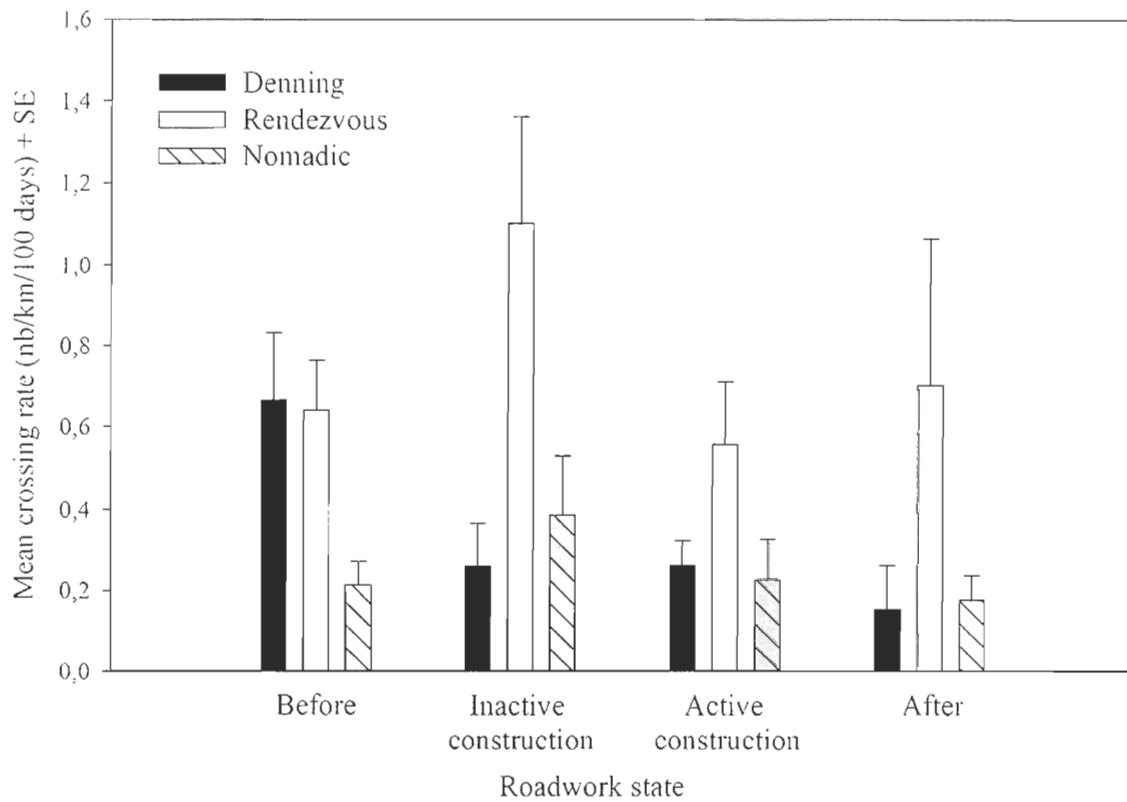 Mean crossing rate (nb/km/100 days) + SE
1,6
1,4
1,2
1,0
0,8
0,6
0,4
0,2
0,0
Denning
Rendezvous
Nomadic
Before
Inactive
construction
Active
construction
After
Roadwork state